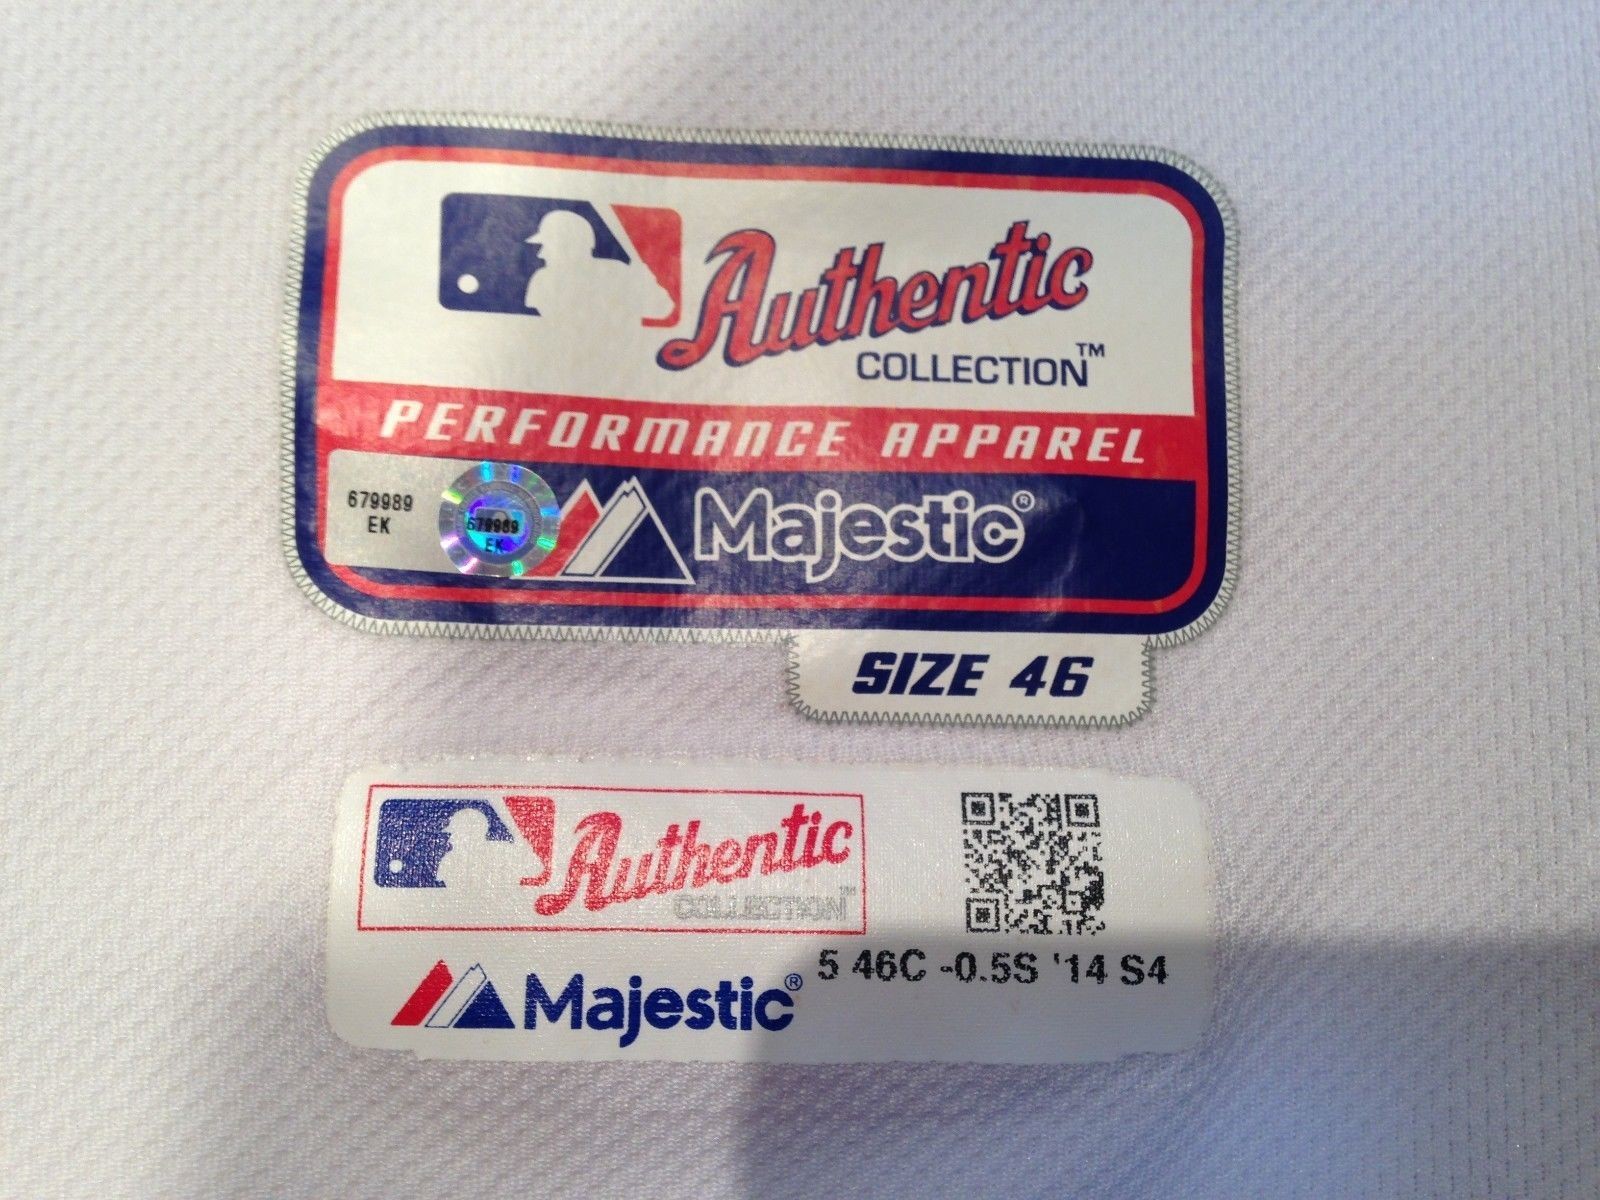 Authentic
COLLECTION™
PERFORMANCE APPAREL
679989
EK
679989
EK
Majestic®
SIZE 46
Authentic
COLLECTION™
Majestic®
5 46C -0.5S '14 S4